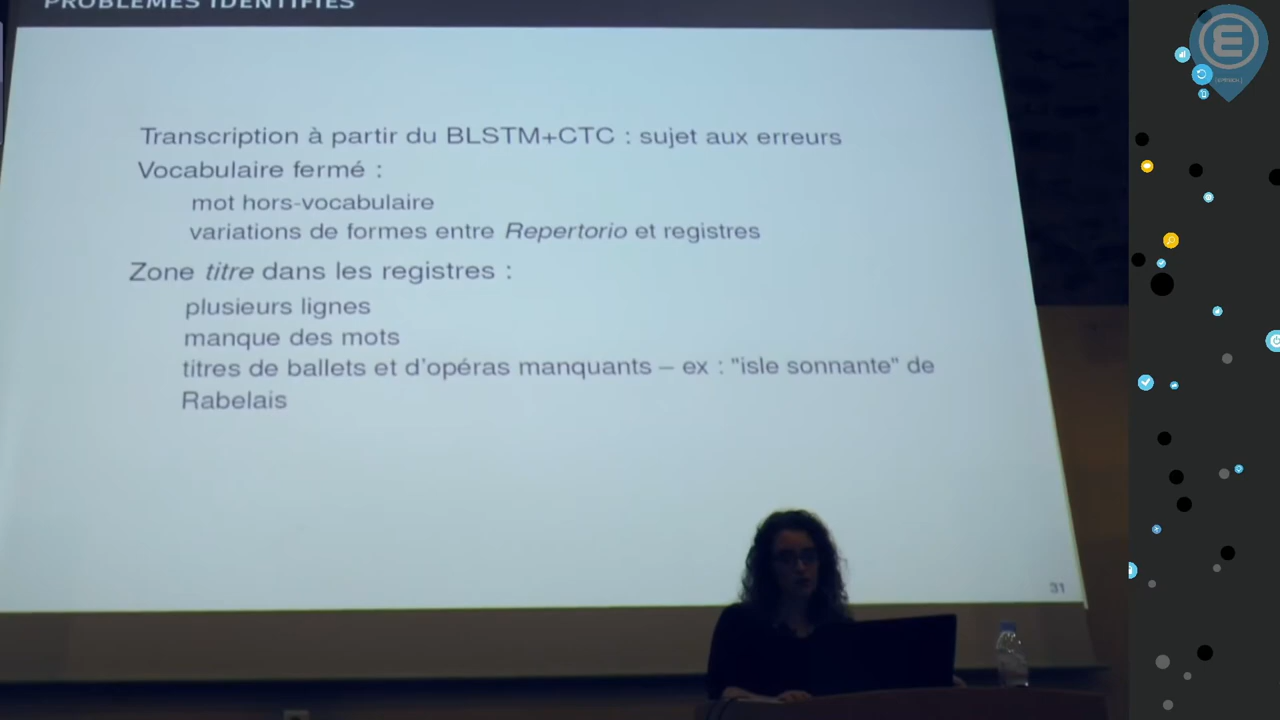 PROBLÈMES IDENTIFIÉS
Transcription à partir du BLSTM+CTC : sujet aux erreurs
Vocabulaire fermé :
mot hors-vocabulaire
variations de formes entre Repertorio et registres
Zone titre dans les registres :
plusieurs lignes
manque des mots
titres de ballets et d'opéras manquants – ex : "isle sonnante" de
Rabelais
31